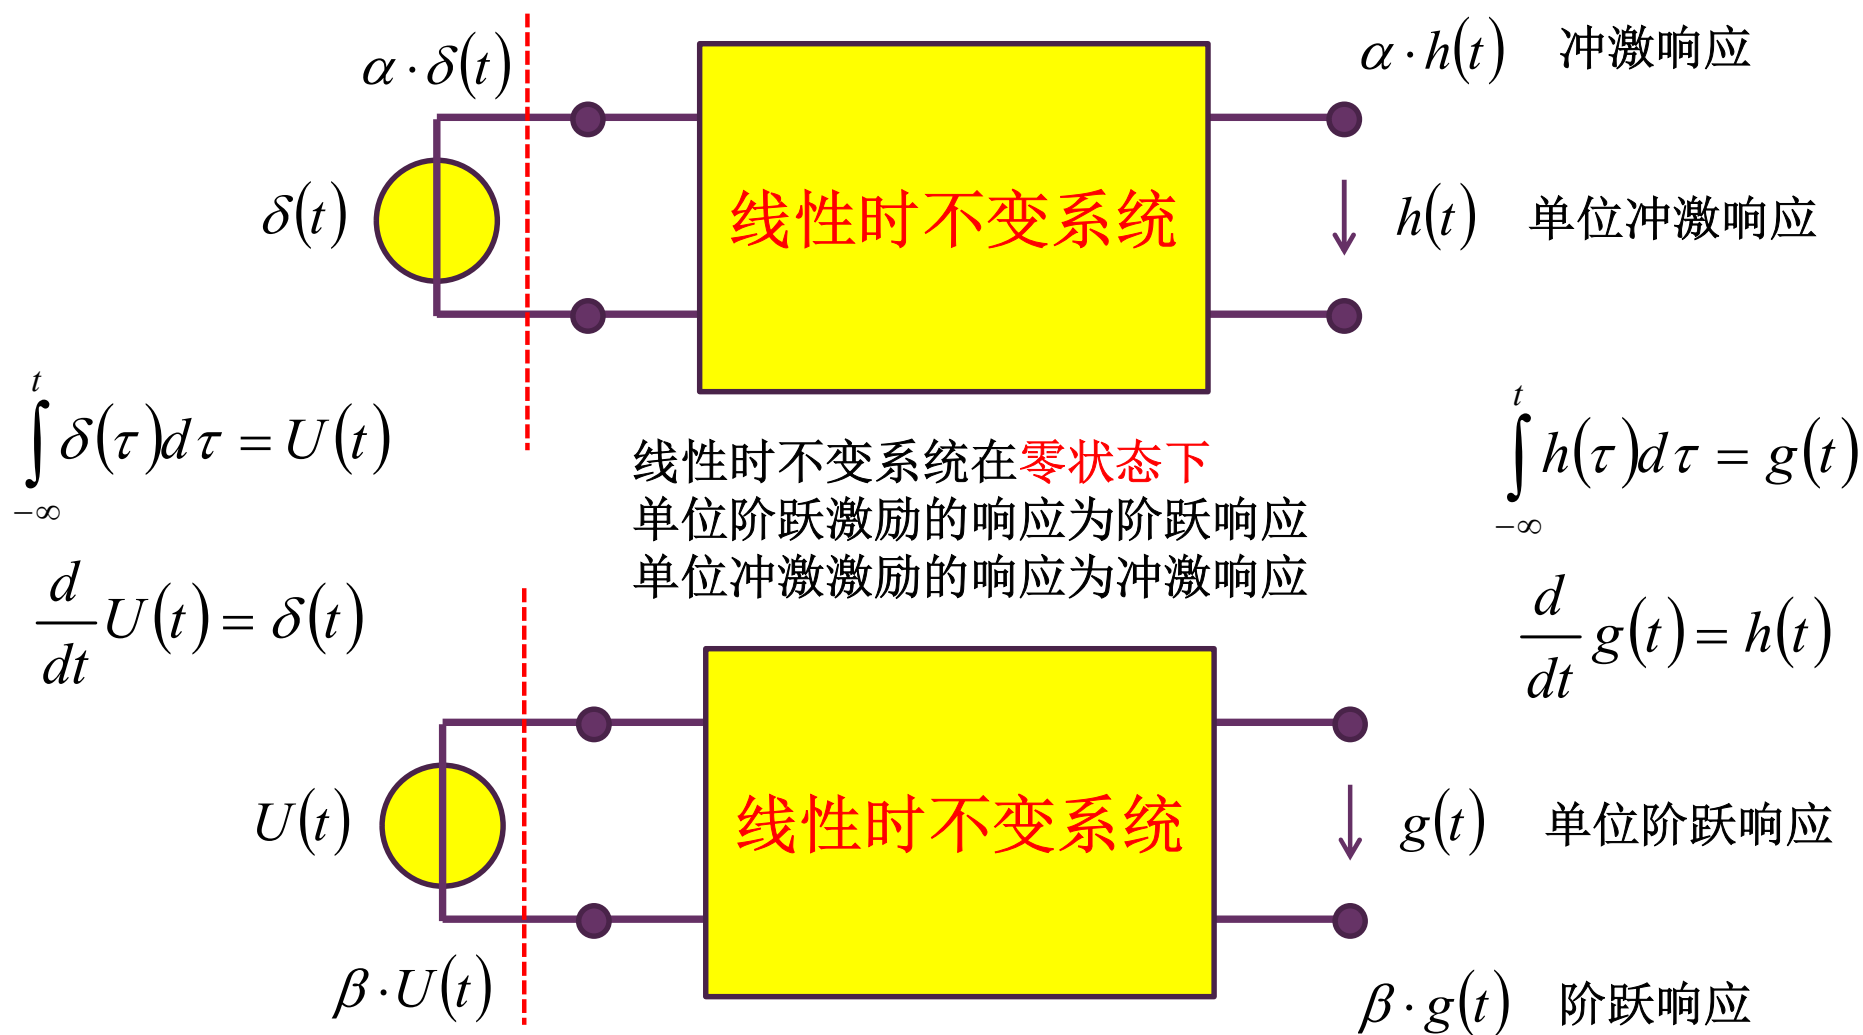 α·δ(t)
α·h(t) 冲激响应
δ(t)
线性时不变系统
h(t) 单位冲激响应
∫_{-∞}^{t} δ(τ)dτ = U(t)
d/dt U(t) = δ(t)
线性时不变系统在零状态下
单位阶跃激励的响应为阶跃响应
单位冲激激励的响应为冲激响应
∫_{-∞}^{t} h(τ)dτ = g(t)
d/dt g(t) = h(t)
U(t)
线性时不变系统
g(t) 单位阶跃响应
β·U(t)
β·g(t) 阶跃响应